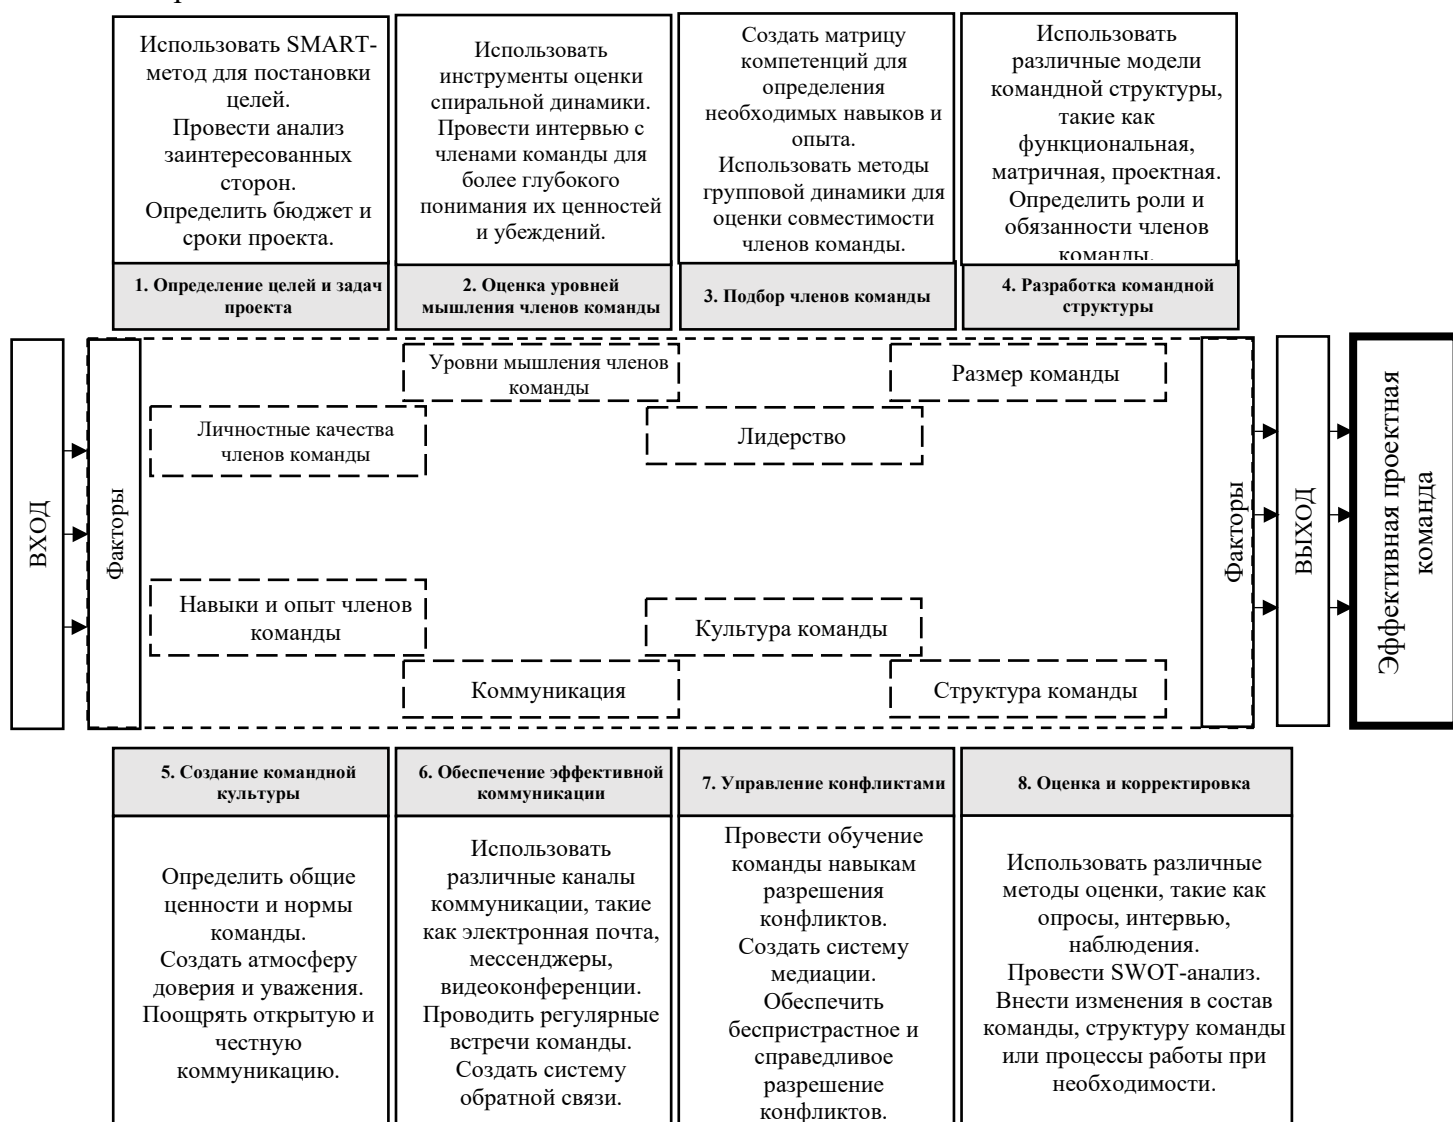 Использовать SMART-
метод для постановки
целей.
Провести анализ
заинтересованных
сторон.
Определить бюджет и
сроки проекта.
1. Определение целей и задач
проекта
Использовать
инструменты оценки
спиральной динамики.
Провести интервью с
членами команды для
более глубокого
понимания их ценностей
и убеждений.
2. Оценка уровней
мышления членов команды
Создать матрицу
компетенций для
определения
необходимых навыков и
опыта.
Использовать методы
групповой динамики для
оценки совместимости
членов команды.
3. Подбор членов команды
Использовать
различные модели
командной структуры,
такие как
функциональная,
матричная, проектная.
Определить роли и
обязанности членов
команды.
4. Разработка командной
структуры
ВХОД
Факторы
Уровни мышления членов
команды
Размер команды
Личностные качества
членов команды
Лидерство
Навыки и опыт членов
команды
Культура команды
Коммуникация
Структура команды
Факторы
ВЫХОД
Эффективная проектная
команда
5. Создание командной
культуры
Определить общие
ценности и нормы
команды.
Создать атмосферу
доверия и уважения.
Поощрять открытую и
честную
коммуникацию.
6. Обеспечение эффективной
коммуникации
Использовать
различные каналы
коммуникации, такие
как электронная почта,
мессенджеры,
видеоконференции.
Проводить регулярные
встречи команды.
Создать систему
обратной связи.
7. Управление конфликтами
Провести обучение
команды навыкам
разрешения
конфликтов.
Создать систему
медиации.
Обеспечить
беспристрастное и
справедливое
разрешение
конфликтов.
8. Оценка и корректировка
Использовать различные
методы оценки, такие как
опросы, интервью,
наблюдения.
Провести SWOT-анализ.
Внести изменения в состав
команды, структуру команды
или процессы работы при
необходимости.